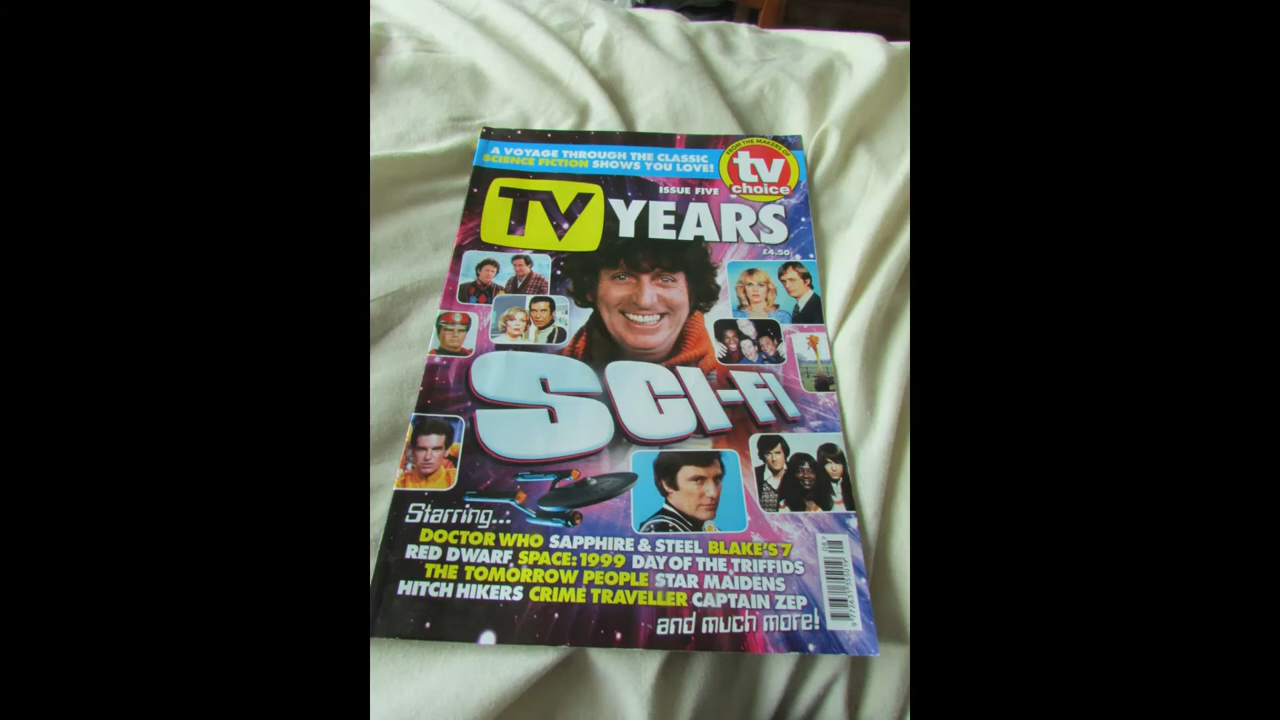 A VOYAGE THROUGH THE CLASSIC
SCIENCE FICTION SHOWS YOU LOVE!
FROM THE MAKERS OF
tv
choice
ISSUE FIVE
TV YEARS
£4.50
SCI-FI
Starring...
DOCTOR WHO SAPPHIRE & STEEL BLAKE'S 7
RED DWARF SPACE: 1999 DAY OF THE TRIFFIDS
THE TOMORROW PEOPLE STAR MAIDENS
HITCH HIKERS CRIME TRAVELLER CAPTAIN ZEP
and much more!